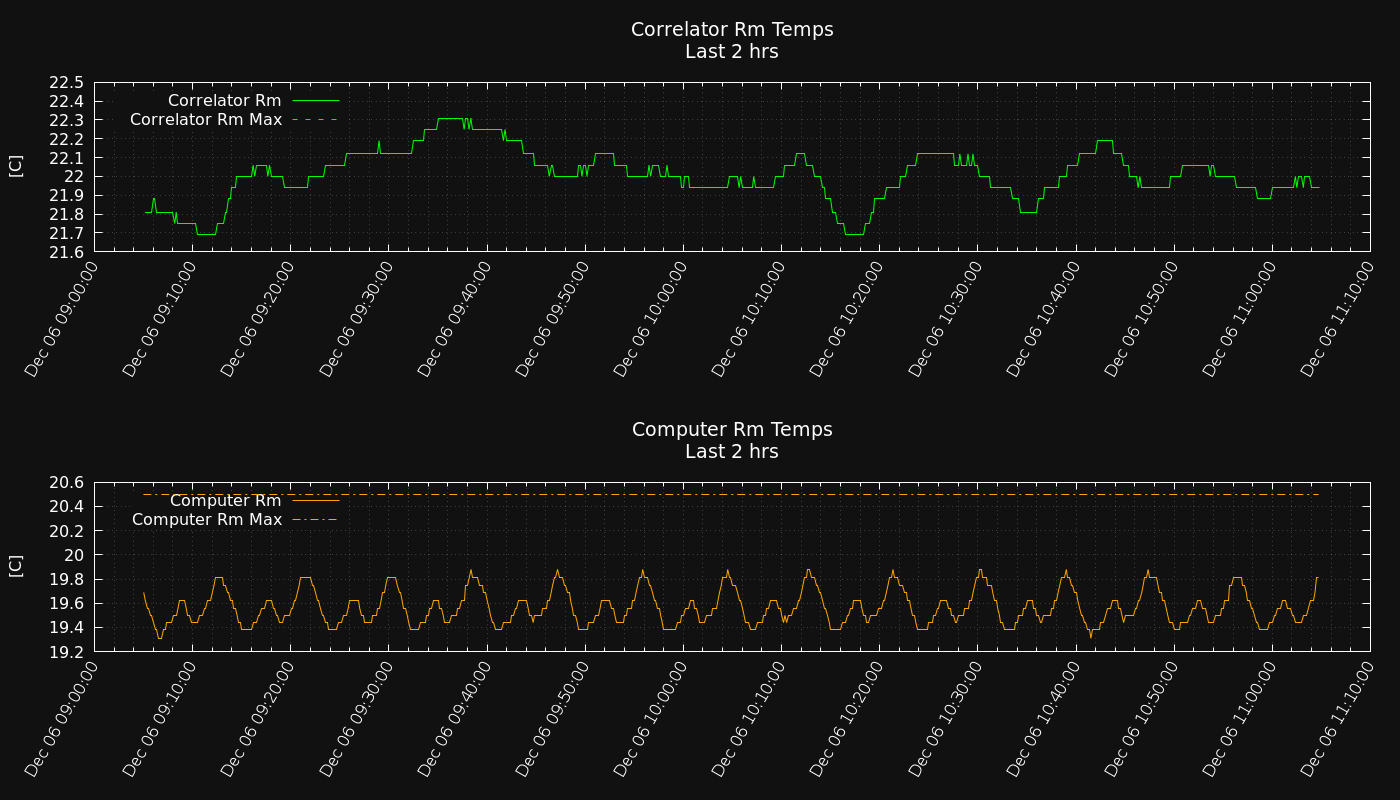 Correlator Rm Temps
Last 2 hrs
22.5
22.4
22.3
22.2
22.1
22
21.9
21.8
21.7
21.6
[C]
Correlator Rm
Correlator Rm Max
Dec 06 09:00:00
Dec 06 09:10:00
Dec 06 09:20:00
Dec 06 09:30:00
Dec 06 09:40:00
Dec 06 09:50:00
Dec 06 10:00:00
Dec 06 10:10:00
Dec 06 10:20:00
Dec 06 10:30:00
Dec 06 10:40:00
Dec 06 10:50:00
Dec 06 11:00:00
Dec 06 11:10:00
Computer Rm Temps
Last 2 hrs
20.6
20.4
20.2
20
19.8
19.6
19.4
19.2
[C]
Computer Rm
Computer Rm Max
Dec 06 09:00:00
Dec 06 09:10:00
Dec 06 09:20:00
Dec 06 09:30:00
Dec 06 09:40:00
Dec 06 09:50:00
Dec 06 10:00:00
Dec 06 10:10:00
Dec 06 10:20:00
Dec 06 10:30:00
Dec 06 10:40:00
Dec 06 10:50:00
Dec 06 11:00:00
Dec 06 11:10:00